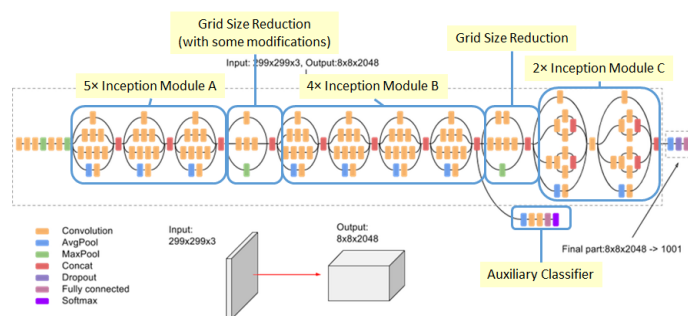 Grid Size Reduction
(with some modifications)
Grid Size Reduction
Input: 299x299x3, Output:8x8x2048
5× Inception Module A
4× Inception Module B
2× Inception Module C
Convolution
AvgPool
MaxPool
Concat
Dropout
Fully connected
Softmax
Input:
299x299x3
Output:
8x8x2048
Final part:8x8x2048 -> 1001
Auxiliary Classifier